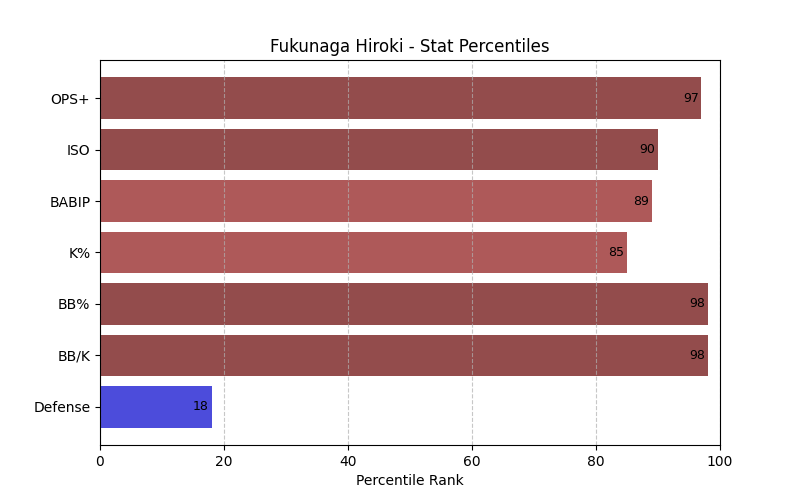 Fukunaga Hiroki - Stat Percentiles
OPS+ 97
ISO 90
BABIP 89
K% 85
BB% 98
BB/K 98
Defense 18
0 20 40 60 80 100
Percentile Rank